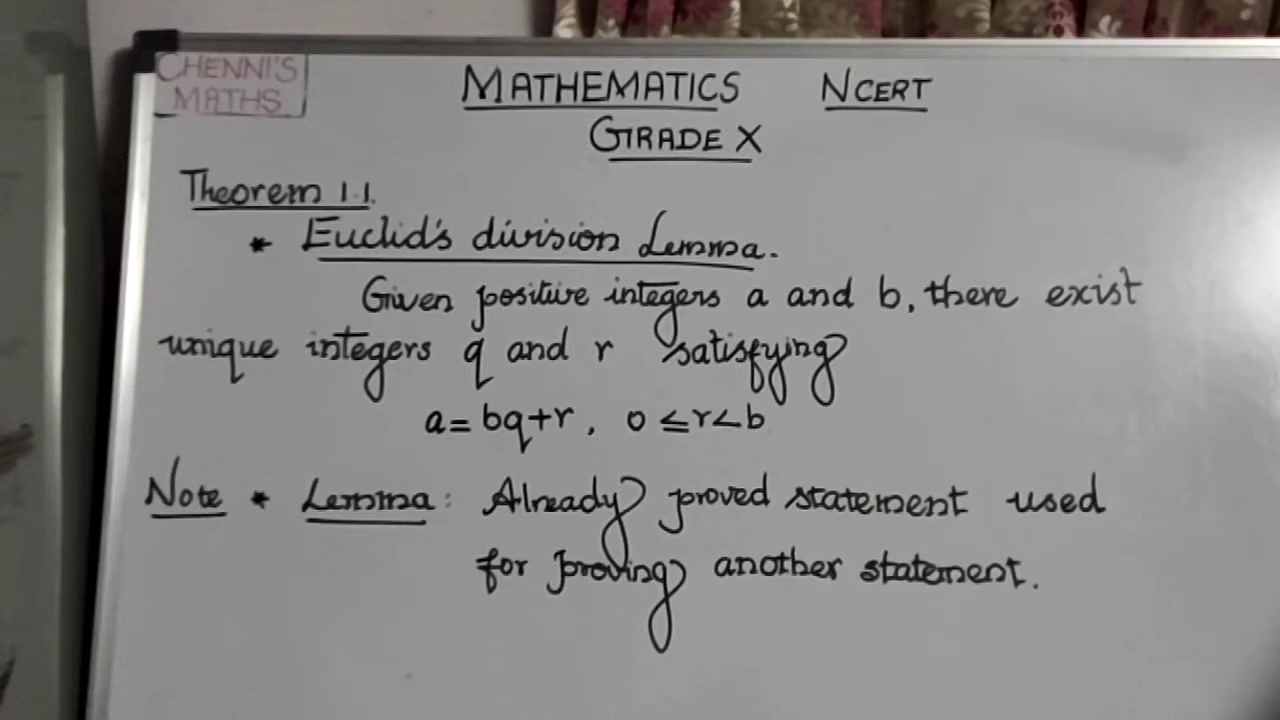 CHENNI'S
MATHS
MATHEMATICS NCERT
GRADE X
Theorem 1.1.
* Euclid's division Lemma.
Given positive integers a and b, there exist
unique integers q and r satisfying
a = bq+r, 0 ≤ r < b
Note * Lemma: Already proved statement used
for proving another statement.